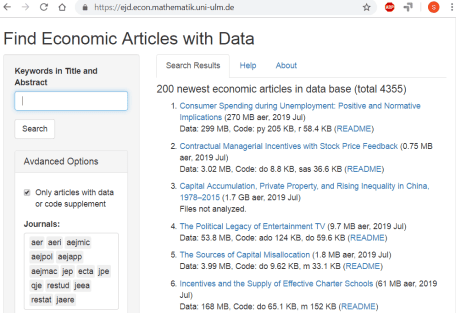 https://ejd.econ.mathematik.uni-ulm.de
ABP
S
Find Economic Articles with Data
Keywords in Title and
Abstract
Search
Avdanced Options
Only articles with data
or code supplement
Journals:
aer aeri aejmic
aejpol aejapp
aejmac jep ecta jpe
qje restud jeea
restat jaere
Search Results Help About
200 newest economic articles in data base (total 4355)
1. Consumer Spending during Unemployment: Positive and Normative
Implications (270 MB aer, 2019 Jul)
Data: 299 MB, Code: py 205 KB, r 58.4 KB (README)
2. Contractual Managerial Incentives with Stock Price Feedback (0.75 MB
aer, 2019 Jul)
Data: 3.02 MB, Code: do 8.8 KB, sas 36.6 KB (README)
3. Capital Accumulation, Private Property, and Rising Inequality in China,
1978–2015 (1.7 GB aer, 2019 Jul)
Files not analyzed.
4. The Political Legacy of Entertainment TV (9.7 MB aer, 2019 Jul)
Data: 53.8 MB, Code: ado 124 KB, do 59.6 KB (README)
5. The Sources of Capital Misallocation (1.8 MB aer, 2019 Jul)
Data: 3.99 MB, Code: do 9.62 KB, m 33.1 KB (README)
6. Incentives and the Supply of Effective Charter Schools (61 MB aer, 2019
Jul)
Data: 168 MB, Code: do 65.1 KB, m 152 KB (README)